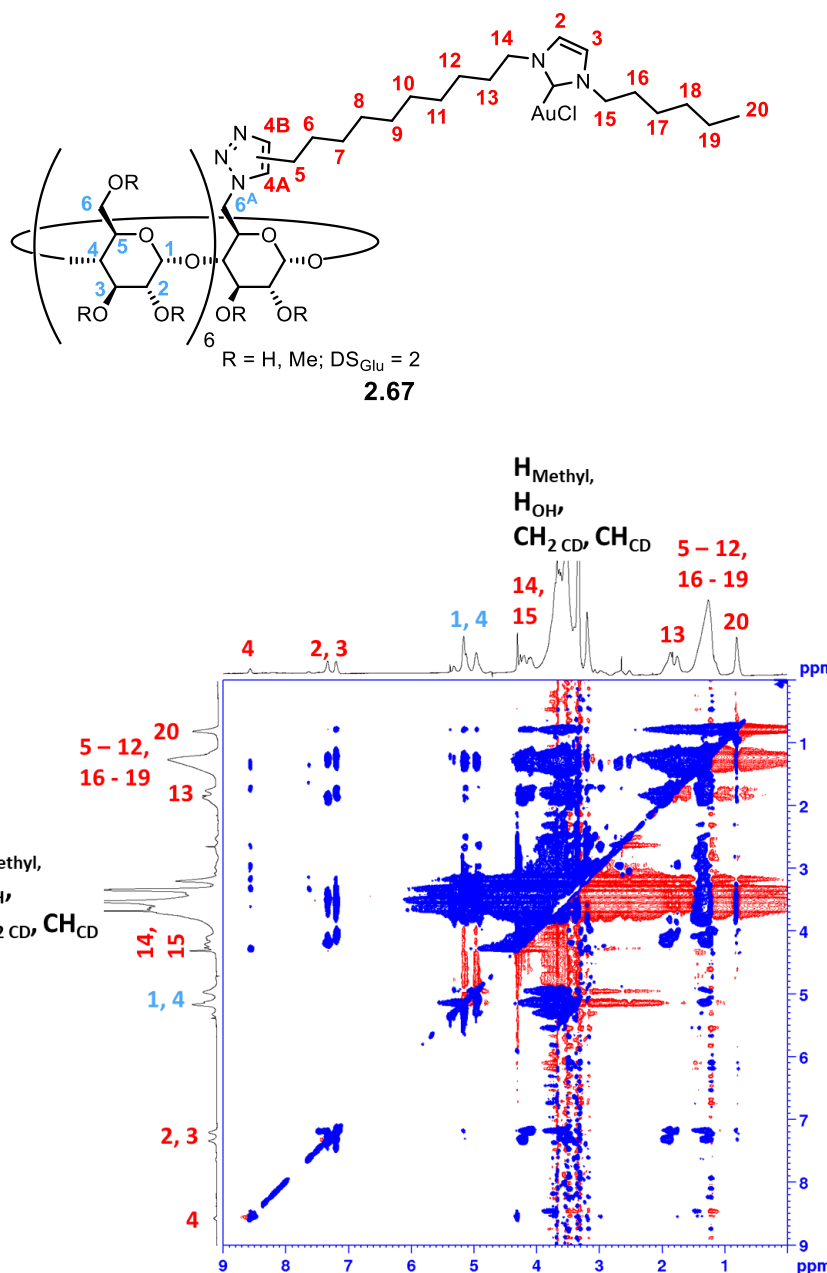 2
3
14
N
N
12
16
18
20
10
13
AuCl
8
11
15
17
19
6
9
N
4B
7
N
N
4A
5
OR
6
6A
5
O
4
1
O
O
O
3
2
RO
OR
OR
OR
6
R = H, Me; DSGlu = 2
2.67
HMethyl,
HOH,
CH2 CD, CHCD
5 – 12,
16 - 19
14,
15
1, 4
4
2, 3
13
20
ppm
20
5 – 12,
16 - 19
13
ethyl,
H,
2 CD, CHCD
14,
15
1, 4
2, 3
4
1
2
3
4
5
6
7
8
9
9 8 7 6 5 4 3 2 1 ppm